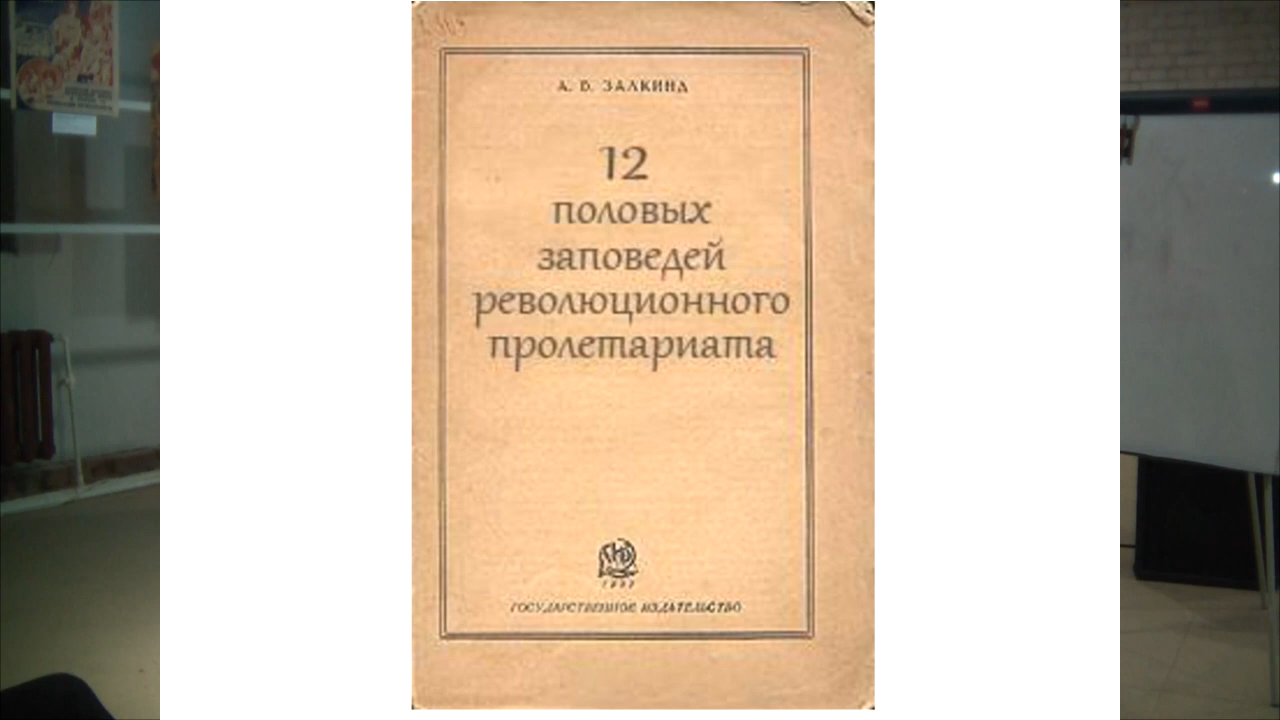 А. Б. ЗАЛКИНД
12
половых
заповедей
революционного
пролетариата
ГОСУДАРСТВЕННОЕ ИЗДАТЕЛЬСТВО